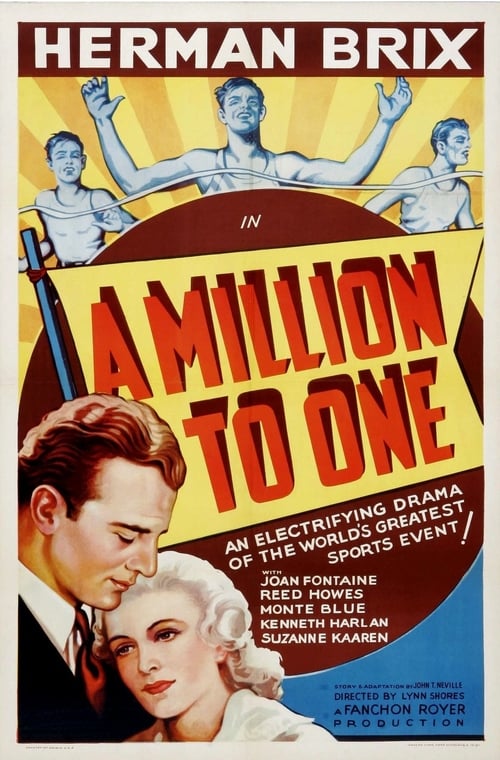 HERMAN BRIX
IN
A MILLION
TO ONE
AN ELECTRIFYING DRAMA
OF THE WORLD'S GREATEST
SPORTS EVENT!
WITH
JOAN FONTAINE
REED HOWES
MONTE BLUE
KENNETH HARLAN
SUZANNE KAAREN
STORY & ADAPTATION BY JOHN T. NEVILLE
DIRECTED BY LYNN SHORES
A FANCHON ROYER
PRODUCTION